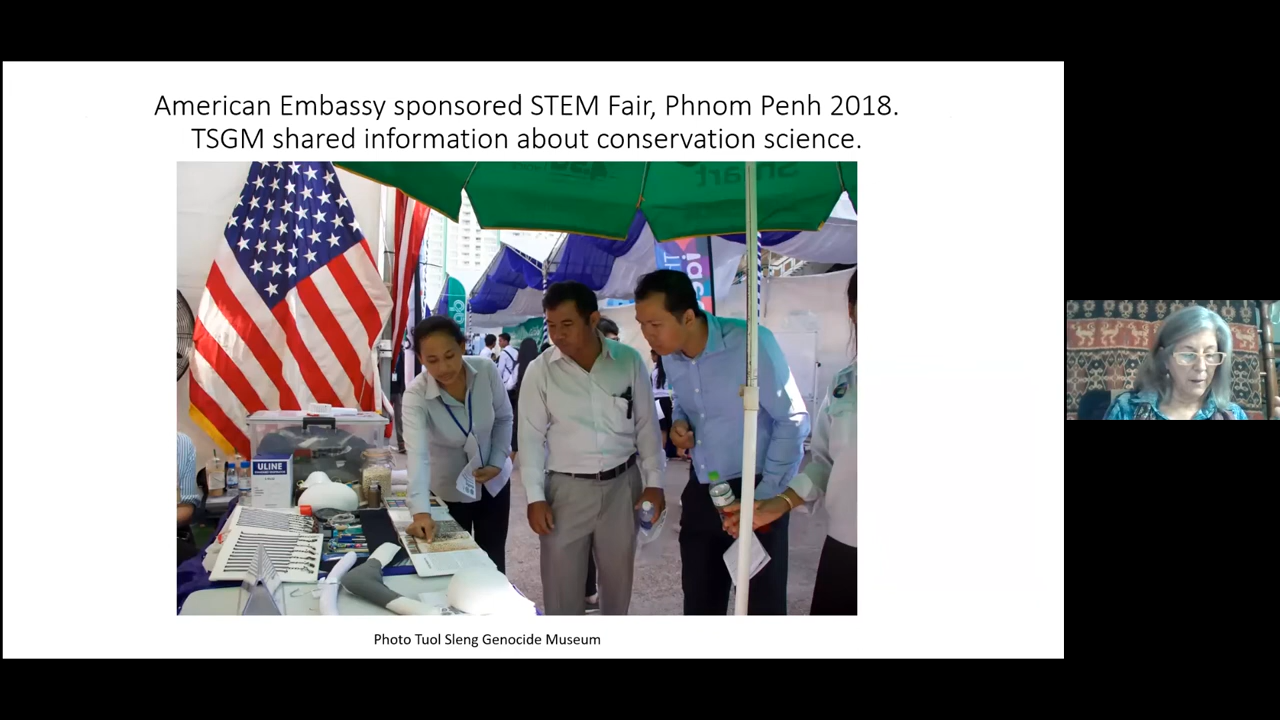 American Embassy sponsored STEM Fair, Phnom Penh 2018.
TSGM shared information about conservation science.
ULINE
Photo Tuol Sleng Genocide Museum